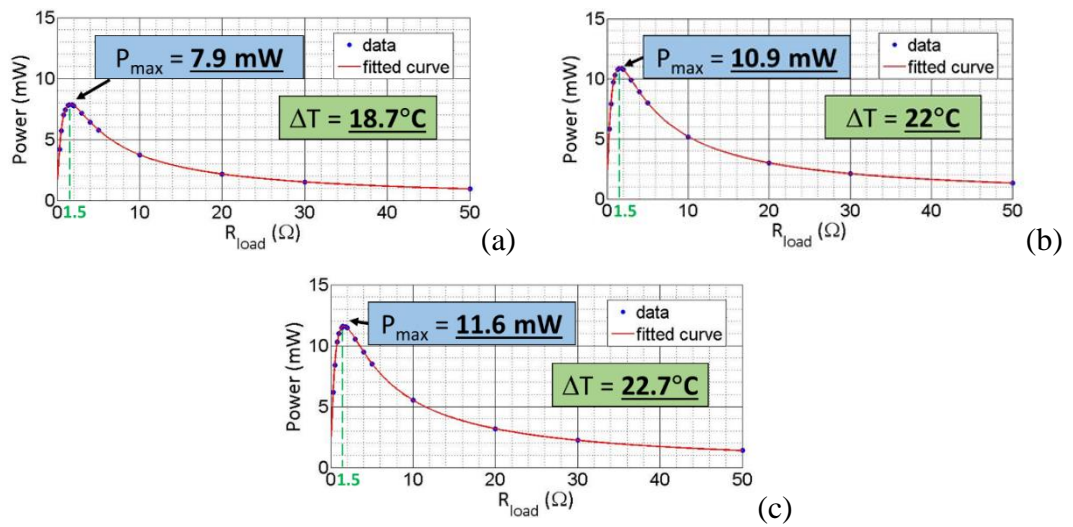 15
10
5
0
Power (mW)
P_max = 7.9 mW
data
fitted curve
ΔT = 18.7°C
0 1.5 10 20 30 40 50
R_load (Ω)
(a)
15
10
5
0
Power (mW)
P_max = 10.9 mW
data
fitted curve
ΔT = 22°C
0 1.5 10 20 30 40 50
R_load (Ω)
(b)
15
10
5
0
Power (mW)
P_max = 11.6 mW
data
fitted curve
ΔT = 22.7°C
0 1.5 10 20 30 40 50
R_load (Ω)
(c)